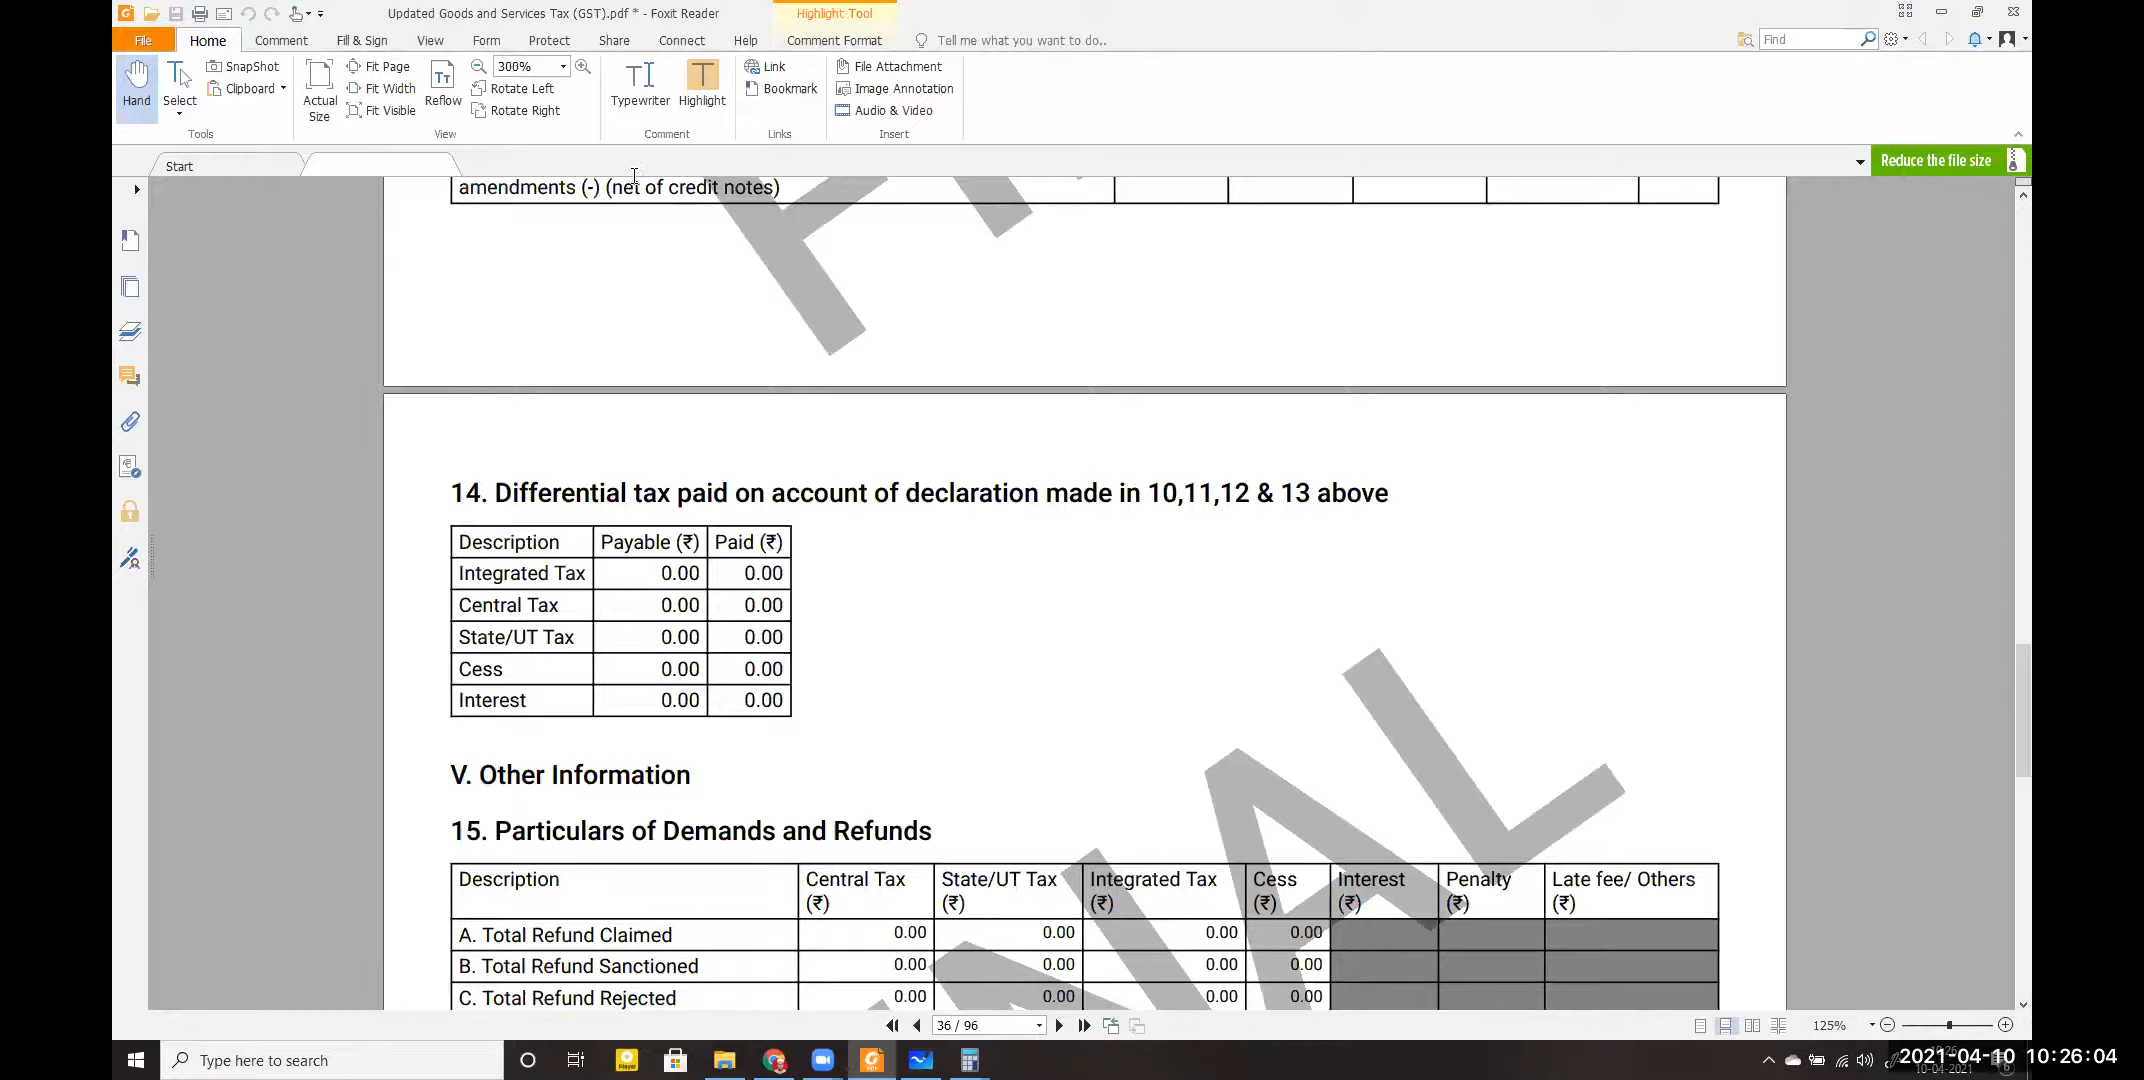 Updated Goods and Services Tax (GST).pdf * - Foxit Reader
Highlight Tool
File Home Comment Fill & Sign View Form Protect Share Connect Help Comment Format Tell me what you want to do.. Find
Hand Select SnapShot Clipboard Actual Size Fit Page Fit Width Fit Visible Reflow 300% Rotate Left Rotate Right Typewriter Highlight Link Bookmark File Attachment Image Annotation Audio & Video
Tools View Comment Links Insert
Start
Reduce the file size
amendments (-) (net of credit notes)
14. Differential tax paid on account of declaration made in 10,11,12 & 13 above
Description Payable (₹) Paid (₹)
Integrated Tax 0.00 0.00
Central Tax 0.00 0.00
State/UT Tax 0.00 0.00
Cess 0.00 0.00
Interest 0.00 0.00
V. Other Information
15. Particulars of Demands and Refunds
Description Central Tax (₹) State/UT Tax (₹) Integrated Tax (₹) Cess (₹) Interest (₹) Penalty (₹) Late fee/ Others (₹)
A. Total Refund Claimed 0.00 0.00 0.00 0.00
B. Total Refund Sanctioned 0.00 0.00 0.00 0.00
C. Total Refund Rejected 0.00 0.00 0.00 0.00
NAL
36 / 96
125%
Type here to search
2021-04-10 10:26:04
10-04-2021